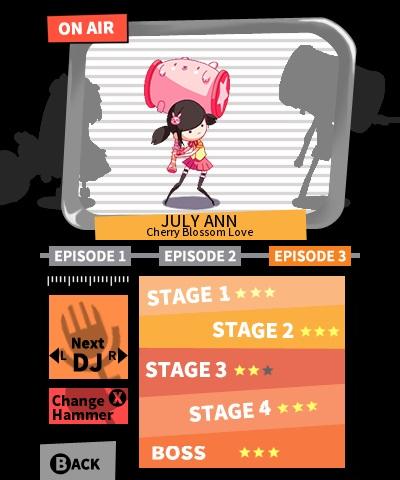 ON AIR
JULY ANN
Cherry Blossom Love
EPISODE 1 EPISODE 2 EPISODE 3
STAGE 1
STAGE 2
STAGE 3
STAGE 4
BOSS
L Next R
DJ
Change X
Hammer
BACK